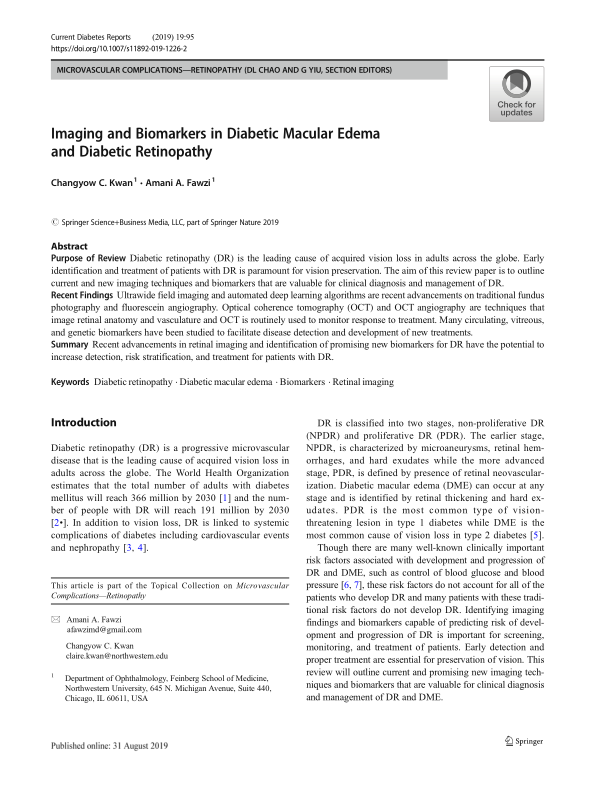 Current Diabetes Reports (2019) 19:95
https://doi.org/10.1007/s11892-019-1226-2
MICROVASCULAR COMPLICATIONS—RETINOPATHY (DL CHAO AND G YIU, SECTION EDITORS)
Check for
updates
Imaging and Biomarkers in Diabetic Macular Edema
and Diabetic Retinopathy
Changyow C. Kwan1 · Amani A. Fawzi1
© Springer Science+Business Media, LLC, part of Springer Nature 2019
Abstract
Purpose of Review Diabetic retinopathy (DR) is the leading cause of acquired vision loss in adults across the globe. Early
identification and treatment of patients with DR is paramount for vision preservation. The aim of this review paper is to outline
current and new imaging techniques and biomarkers that are valuable for clinical diagnosis and management of DR.
Recent Findings Ultrawide field imaging and automated deep learning algorithms are recent advancements on traditional fundus
photography and fluorescein angiography. Optical coherence tomography (OCT) and OCT angiography are techniques that
image retinal anatomy and vasculature and OCT is routinely used to monitor response to treatment. Many circulating, vitreous,
and genetic biomarkers have been studied to facilitate disease detection and development of new treatments.
Summary Recent advancements in retinal imaging and identification of promising new biomarkers for DR have the potential to
increase detection, risk stratification, and treatment for patients with DR.
Keywords Diabetic retinopathy · Diabetic macular edema · Biomarkers · Retinal imaging
Introduction
Diabetic retinopathy (DR) is a progressive microvascular
disease that is the leading cause of acquired vision loss in
adults across the globe. The World Health Organization
estimates that the total number of adults with diabetes
mellitus will reach 366 million by 2030 [1] and the num-
ber of people with DR will reach 191 million by 2030
[2•]. In addition to vision loss, DR is linked to systemic
complications of diabetes including cardiovascular events
and nephropathy [3, 4].
This article is part of the Topical Collection on Microvascular
Complications—Retinopathy
Amani A. Fawzi
afawzimd@gmail.com
Changyow C. Kwan
claire.kwan@northwestern.edu
1 Department of Ophthalmology, Feinberg School of Medicine,
Northwestern University, 645 N. Michigan Avenue, Suite 440,
Chicago, IL 60611, USA
DR is classified into two stages, non-proliferative DR
(NPDR) and proliferative DR (PDR). The earlier stage,
NPDR, is characterized by microaneurysms, retinal hem-
orrhages, and hard exudates while the more advanced
stage, PDR, is defined by presence of retinal neovascular-
ization. Diabetic macular edema (DME) can occur at any
stage and is identified by retinal thickening and hard ex-
udates. PDR is the most common type of vision-
threatening lesion in type 1 diabetes while DME is the
most common cause of vision loss in type 2 diabetes [5].
Though there are many well-known clinically important
risk factors associated with development and progression of
DR and DME, such as control of blood glucose and blood
pressure [6, 7], these risk factors do not account for all of the
patients who develop DR and many patients with these tradi-
tional risk factors do not develop DR. Identifying imaging
findings and biomarkers capable of predicting risk of devel-
opment and progression of DR is important for screening,
monitoring, and treatment of patients. Early detection and
proper treatment are essential for preservation of vision. This
review will outline current and promising new imaging tech-
niques and biomarkers that are valuable for clinical diagnosis
and management of DR and DME.
Published online: 31 August 2019
Springer